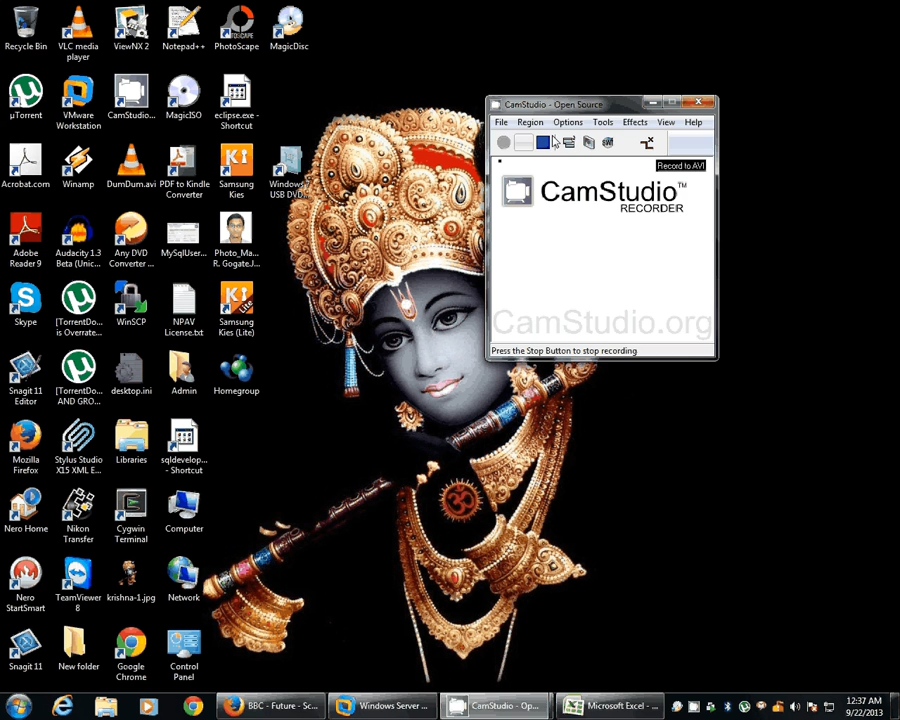 Recycle Bin
VLC media
player
ViewNX 2
Notepad++
PhotoScape
MagicDisc
µTorrent
VMware
Workstation
CamStudio...
MagicISO
eclipse.exe -
Shortcut
Acrobat.com
Winamp
DumDum.avi
PDF to Kindle
Converter
Samsung
Kies
Windows 7
USB DVD...
Adobe
Reader 9
Audacity 1.3
Beta (Unic...
Any DVD
Converter ...
MySqlUser...
Photo_Ma...
R. Gogate.J...
Skype
[TorrentDo...
is Overrate...
WinSCP
NPAV
License.txt
Samsung
Kies (Lite)
Snagit 11
Editor
[TorrentDo...
AND GRO...
desktop.ini
Admin
Homegroup
Mozilla
Firefox
Stylus Studio
X15 XML E...
Libraries
sqldevelop...
- Shortcut
Nero Home
Nikon
Transfer
Cygwin
Terminal
Computer
Nero
StartSmart
TeamViewer
8
krishna-1.jpg
Network
Snagit 11
New folder
Google
Chrome
Control
Panel
CamStudio - Open Source
File Region Options Tools Effects View Help
Record to AVI
CamStudio™
RECORDER
CamStudio.org
Press the Stop Button to stop recording
BBC - Future - Sc...
Windows Server ...
CamStudio - Op...
Microsoft Excel - ...
12:37 AM
9/22/2013